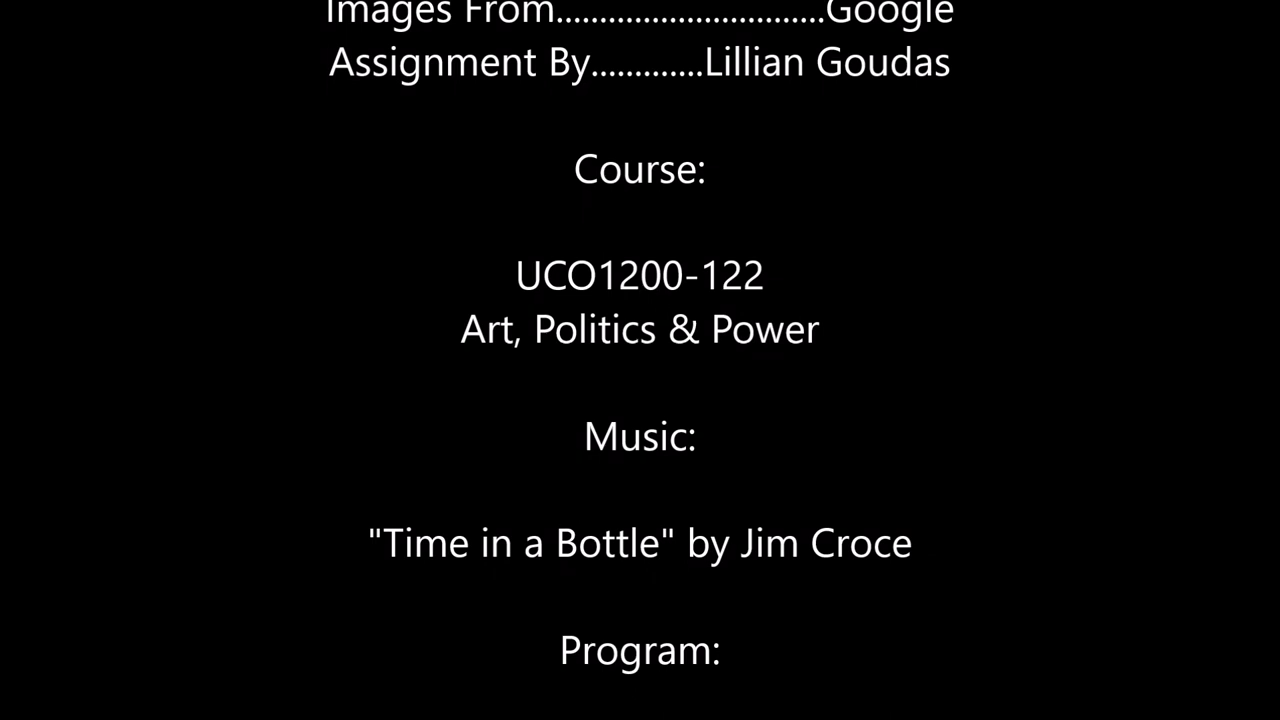 Images From...............................Google
Assignment By.............Lillian Goudas
Course:
UCO1200-122
Art, Politics & Power
Music:
"Time in a Bottle" by Jim Croce
Program: